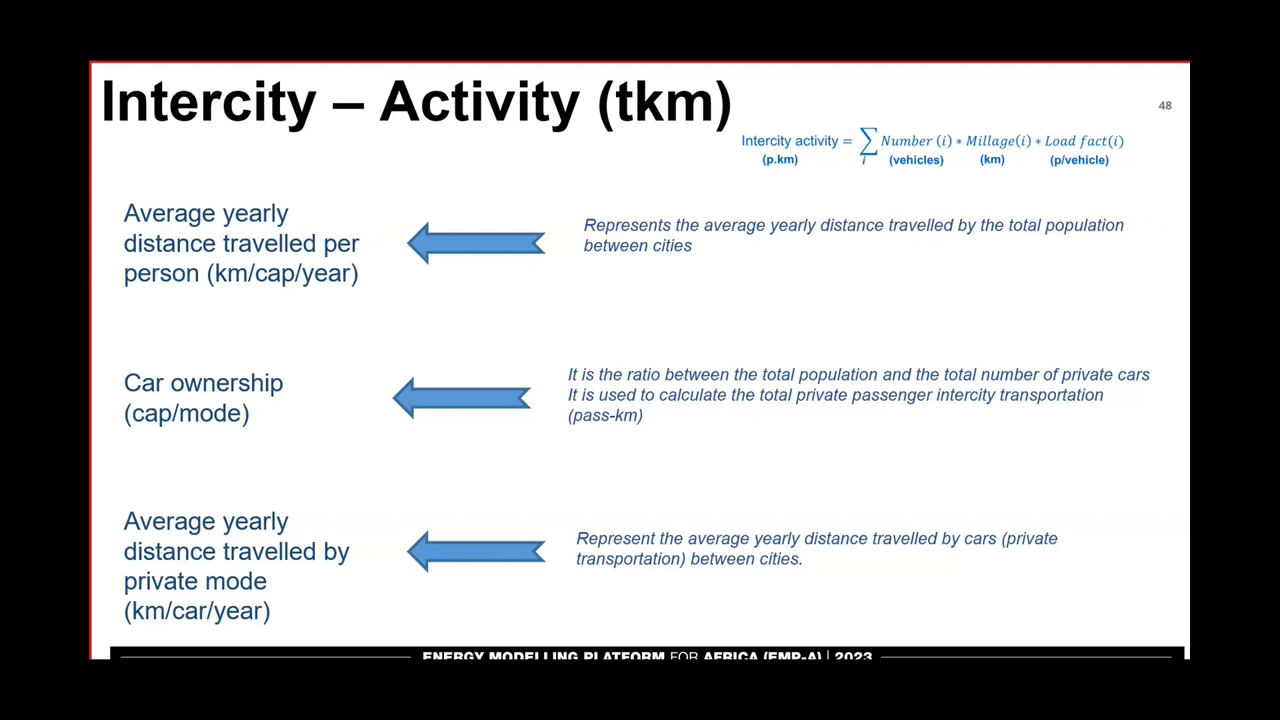 Intercity – Activity (tkm)
48
Intercity activity = ∑ Number (i) * Millage(i) * Load fact(i)
(p.km) i (vehicles) (km) (p/vehicle)
Average yearly
distance travelled per
person (km/cap/year)
Represents the average yearly distance travelled by the total population
between cities
Car ownership
(cap/mode)
It is the ratio between the total population and the total number of private cars
It is used to calculate the total private passenger intercity transportation
(pass-km)
Average yearly
distance travelled by
private mode
(km/car/year)
Represent the average yearly distance travelled by cars (private
transportation) between cities.
ENERGY MODELLING PLATFORM FOR AFRICA (EMP-A) | 2023